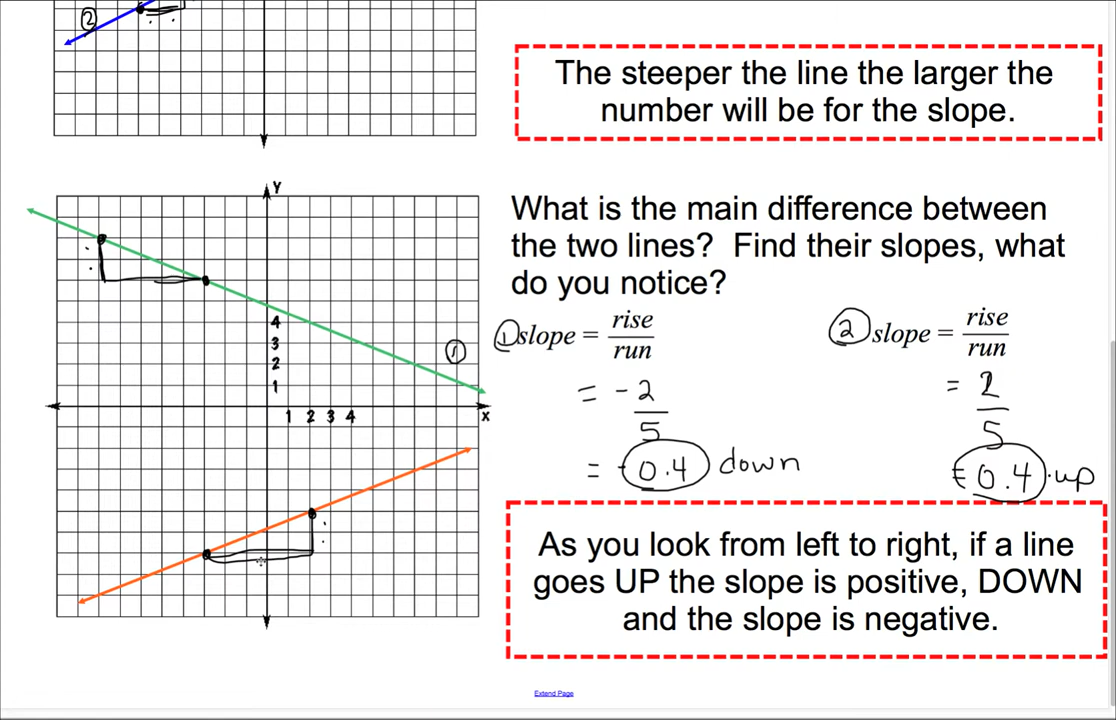 ②
The steeper the line the larger the
number will be for the slope.
Y
4
3
2
1
①
1 2 3 4
x
What is the main difference between
the two lines? Find their slopes, what
do you notice?
① slope = rise/run
= -2/5
= -0.4 down
② slope = rise/run
= 2/5
= 0.4 up
As you look from left to right, if a line
goes UP the slope is positive, DOWN
and the slope is negative.
Extend Page